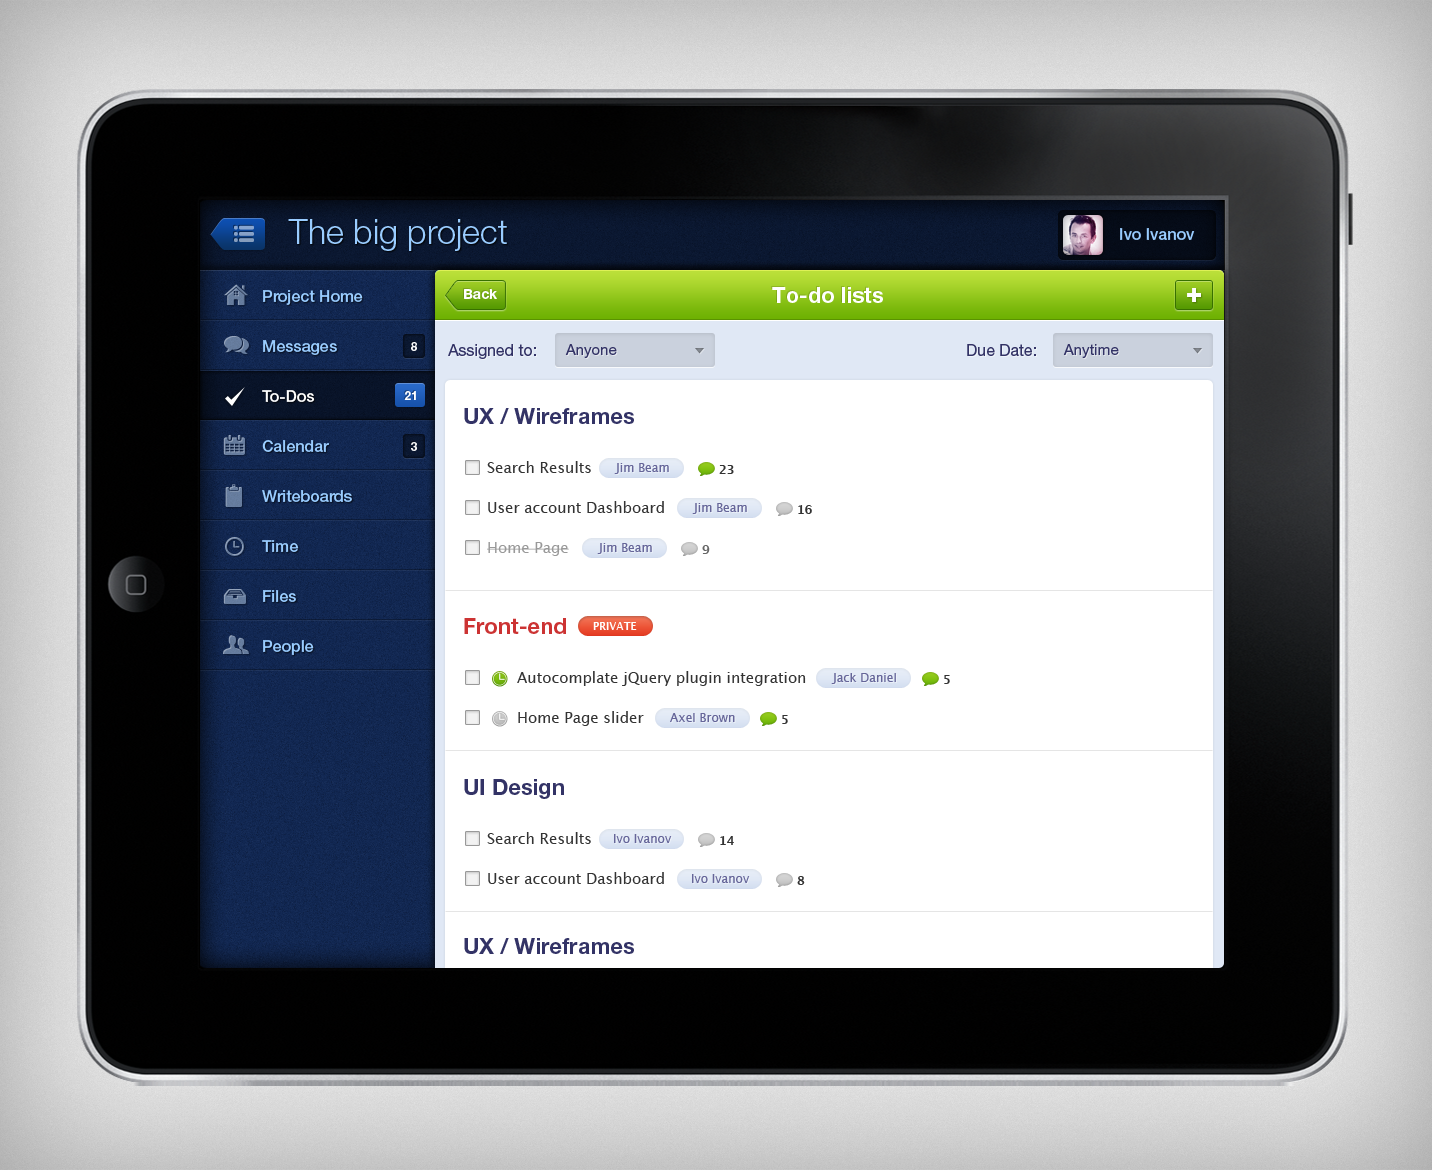 The big project
Ivo Ivanov
Project Home
Messages 8
To-Dos 21
Calendar 3
Writeboards
Time
Files
People
Back To-do lists
Assigned to: Anyone Due Date: Anytime
UX / Wireframes
Search Results Jim Beam 23
User account Dashboard Jim Beam 16
Home Page Jim Beam 9
Front-end PRIVATE
Autocomplate jQuery plugin integration Jack Daniel 5
Home Page slider Axel Brown 5
UI Design
Search Results Ivo Ivanov 14
User account Dashboard Ivo Ivanov 8
UX / Wireframes